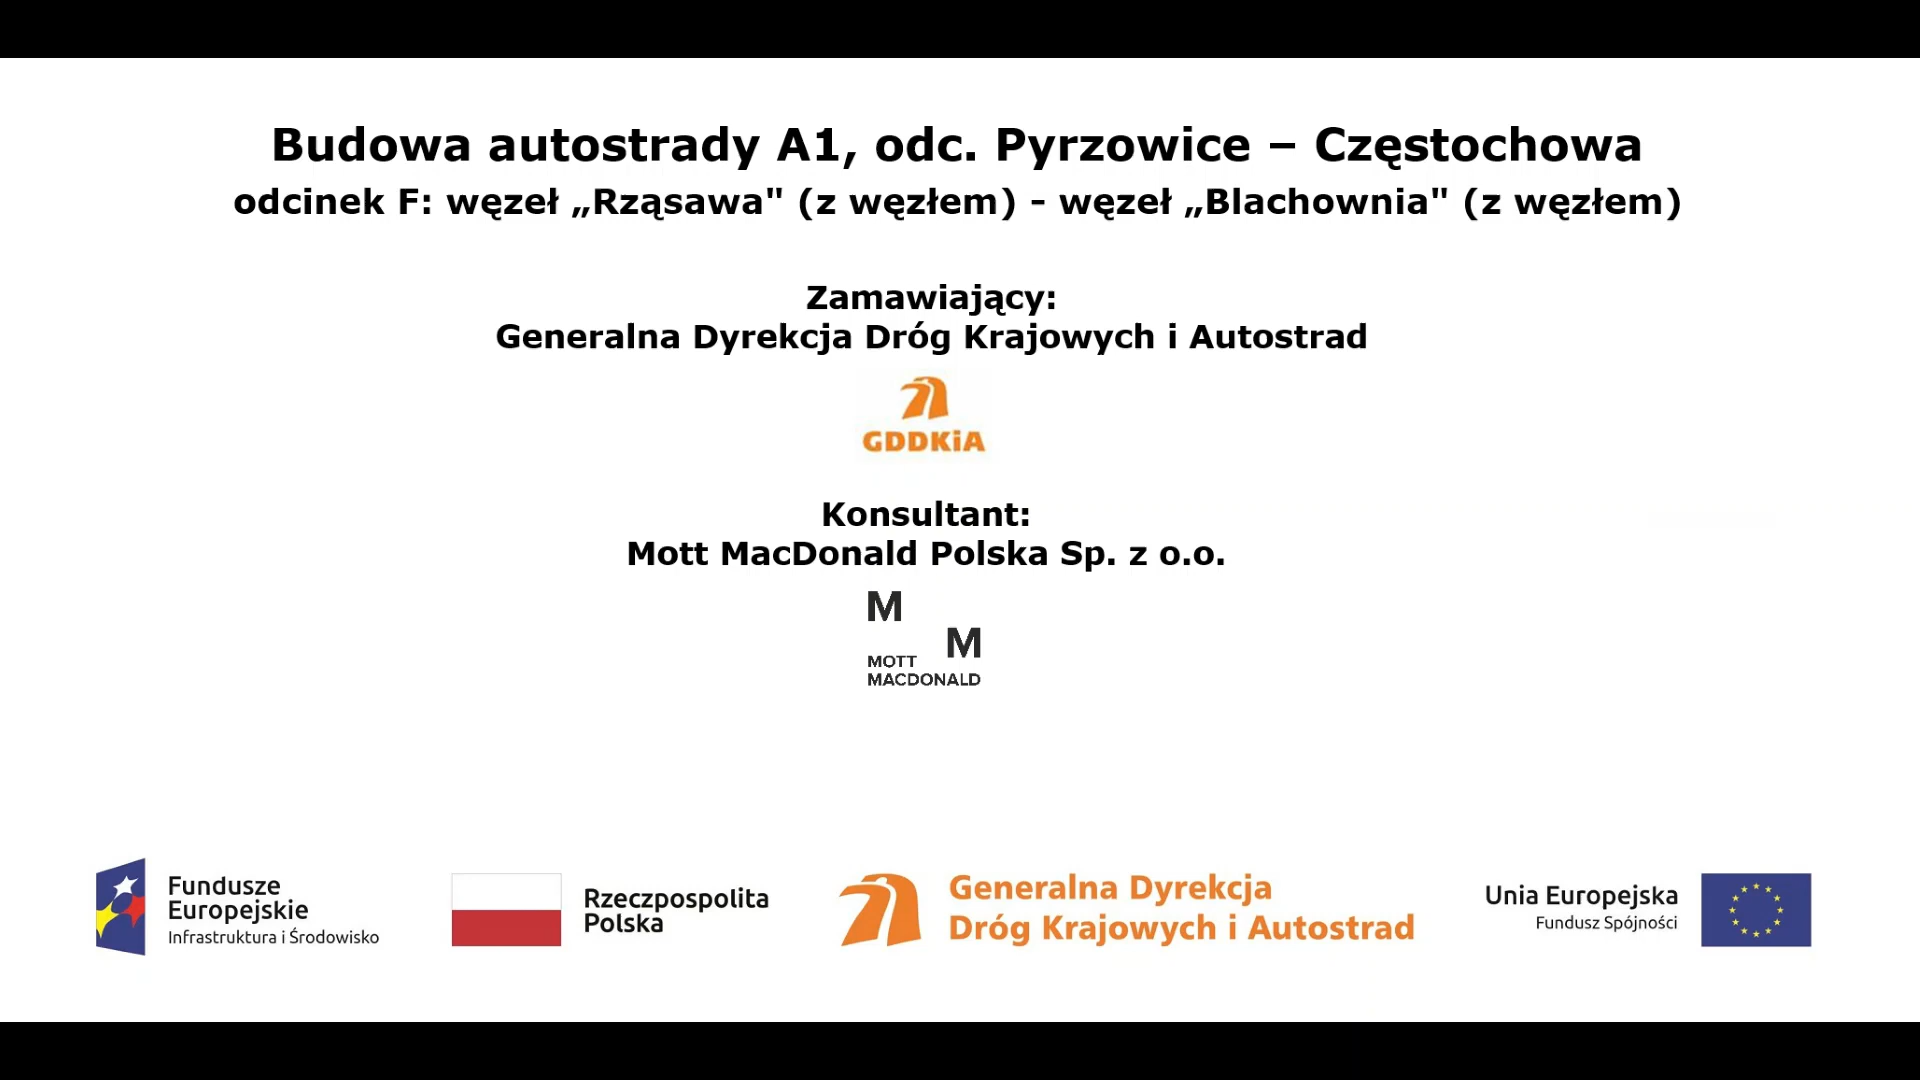 Budowa autostrady A1, odc. Pyrzowice – Częstochowa
odcinek F: węzeł „Rząsawa" (z węzłem) - węzeł „Blachownia" (z węzłem)
Zamawiający:
Generalna Dyrekcja Dróg Krajowych i Autostrad
GDDKiA
Konsultant:
Mott MacDonald Polska Sp. z o.o.
M
M
MOTT
MACDONALD
Fundusze
Europejskie
Infrastruktura i Środowisko
Rzeczpospolita
Polska
Generalna Dyrekcja
Dróg Krajowych i Autostrad
Unia Europejska
Fundusz Spójności